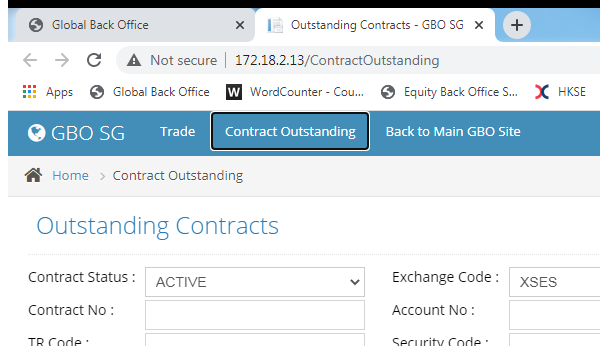 Global Back Office
Outstanding Contracts - GBO SG
Not secure 172.18.2.13/ContractOutstanding
Apps Global Back Office WordCounter - Cou... Equity Back Office S... HKSE
GBO SG Trade Contract Outstanding Back to Main GBO Site
Home > Contract Outstanding
Outstanding Contracts
Contract Status : ACTIVE Exchange Code : XSES
Contract No : Account No :
TR Code : Security Code :